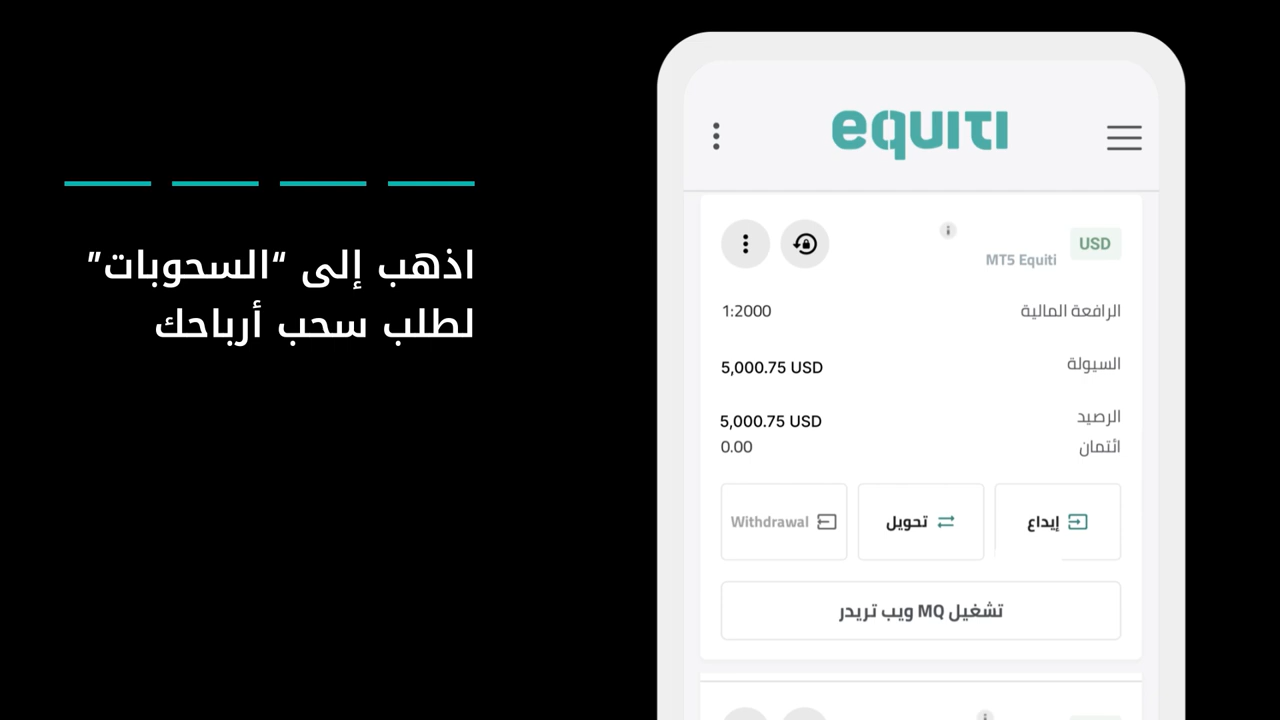 اذهب إلى “السحوبات”
لطلب سحب أرباحك
equiti
USD
MT5 Equiti
الرافعة المالية 1:2000
السيولة 5,000.75 USD
الرصيد 5,000.75 USD
ائتمان 0.00
إيداع تحويل Withdrawal
تشغيل MQ ويب تريدر